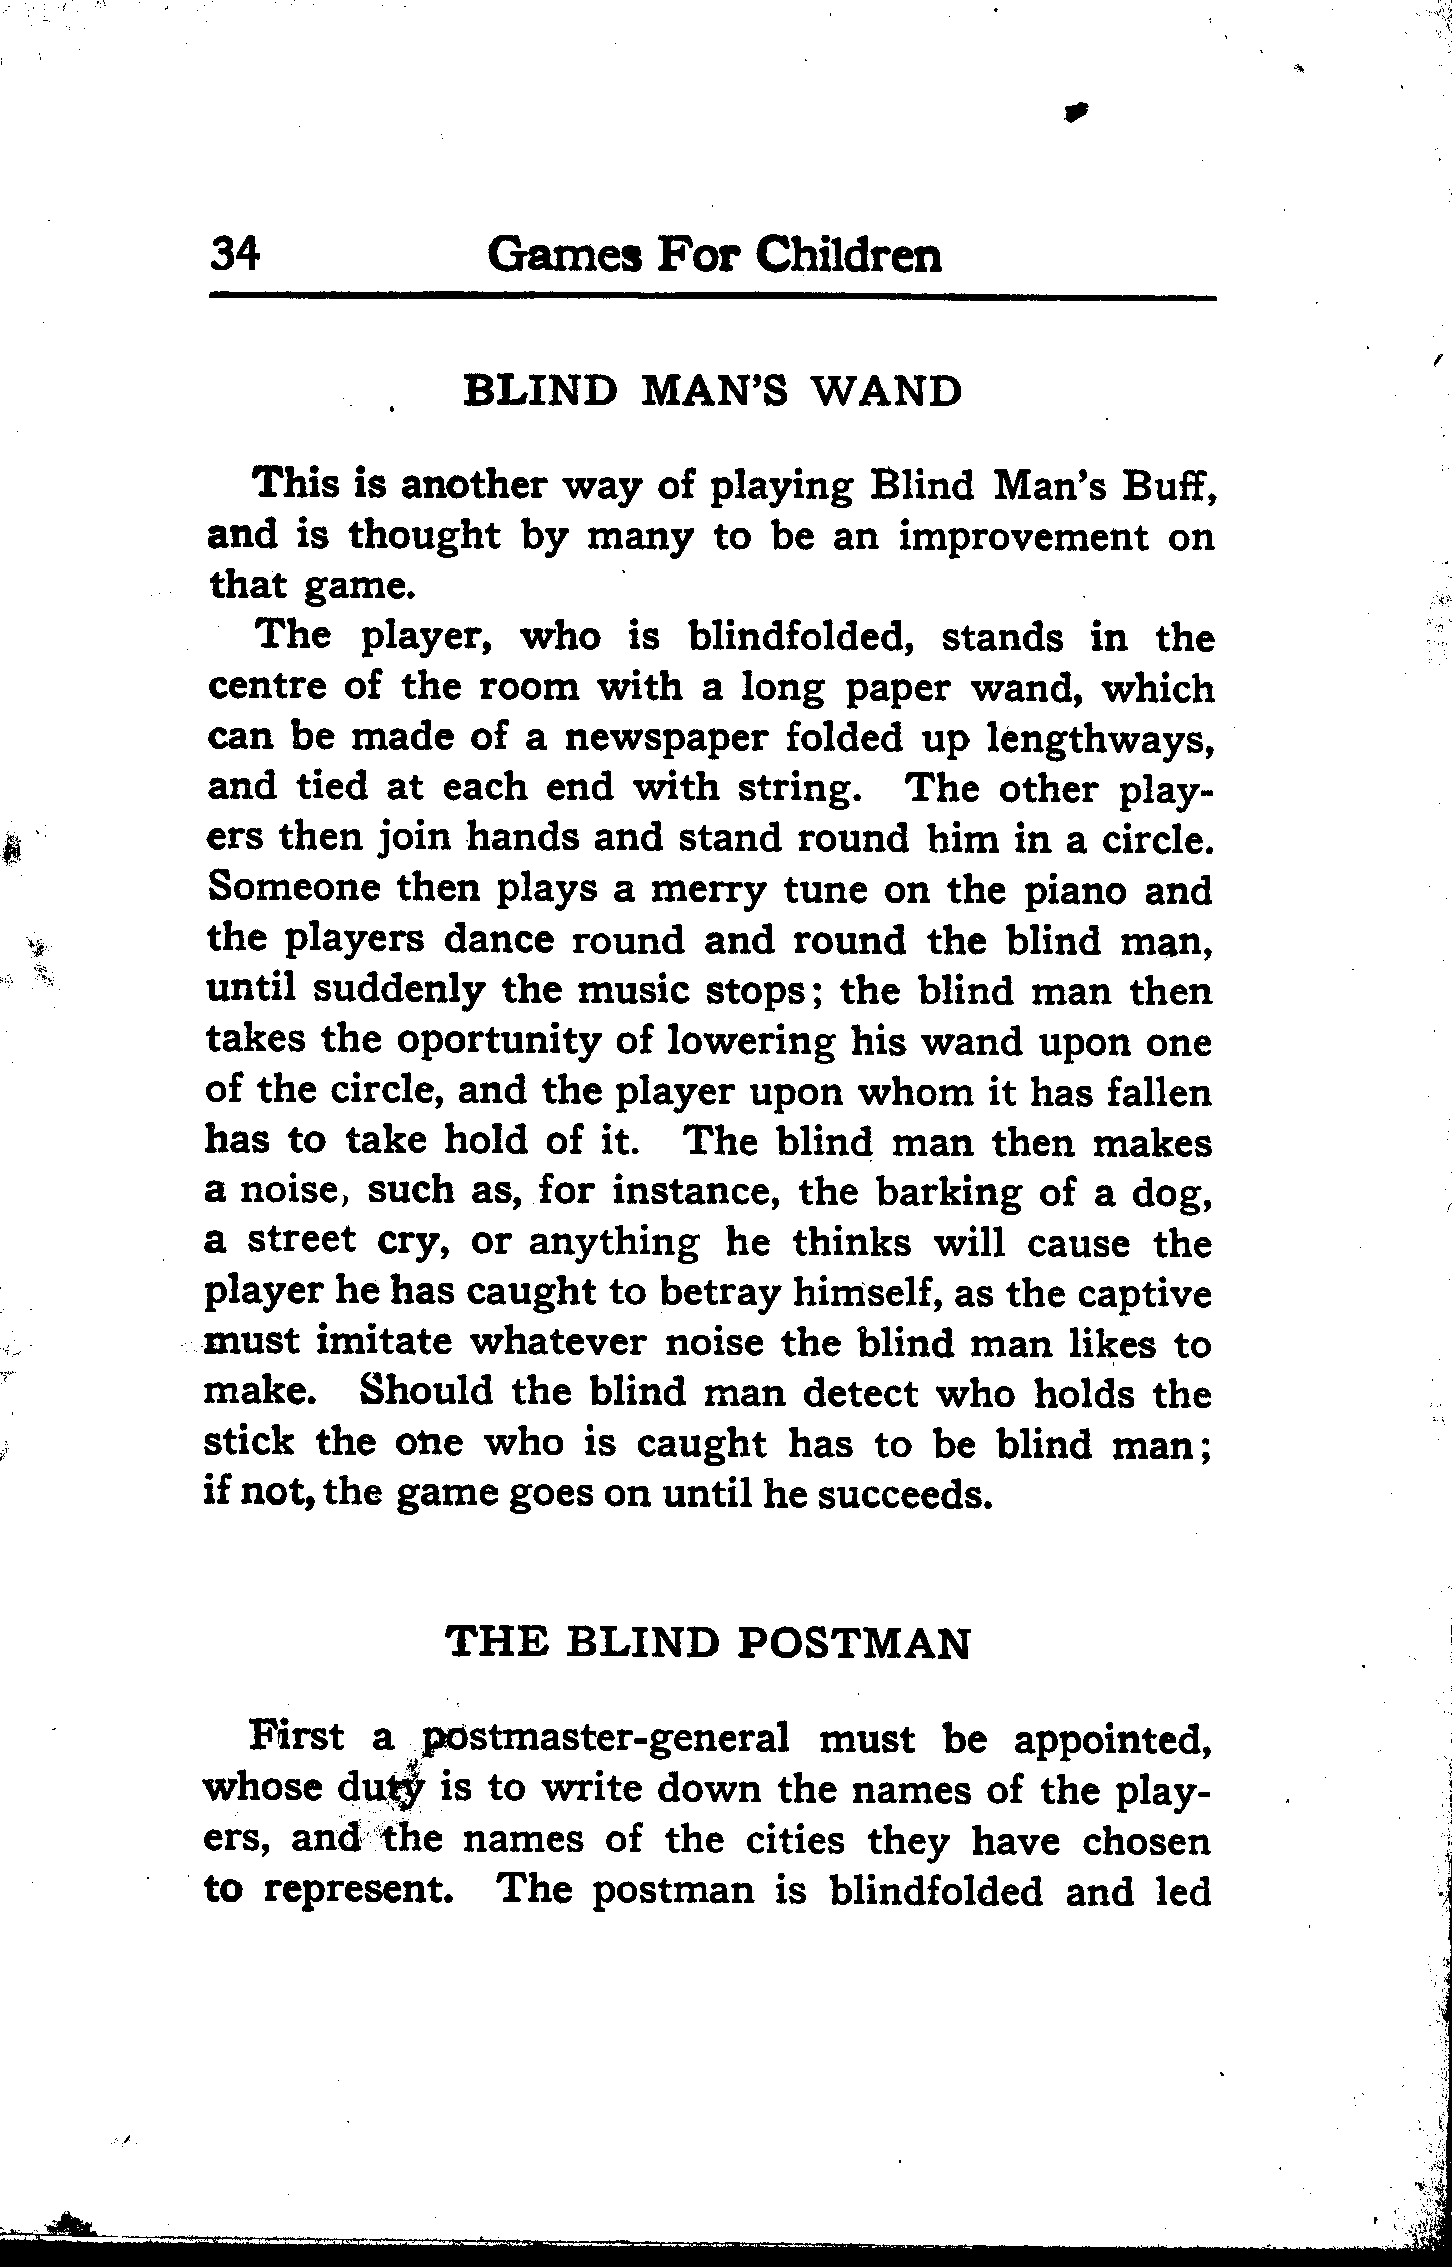 34 Games For Children
BLIND MAN'S WAND
This is another way of playing Blind Man's Buff,
and is thought by many to be an improvement on
that game.
The player, who is blindfolded, stands in the
centre of the room with a long paper wand, which
can be made of a newspaper folded up lengthways,
and tied at each end with string. The other play-
ers then join hands and stand round him in a circle.
Someone then plays a merry tune on the piano and
the players dance round and round the blind man,
until suddenly the music stops; the blind man then
takes the oportunity of lowering his wand upon one
of the circle, and the player upon whom it has fallen
has to take hold of it. The blind man then makes
a noise, such as, for instance, the barking of a dog,
a street cry, or anything he thinks will cause the
player he has caught to betray himself, as the captive
must imitate whatever noise the blind man likes to
make. Should the blind man detect who holds the
stick the one who is caught has to be blind man;
if not, the game goes on until he succeeds.
THE BLIND POSTMAN
First a postmaster-general must be appointed,
whose duty is to write down the names of the play-
ers, and the names of the cities they have chosen
to represent. The postman is blindfolded and led